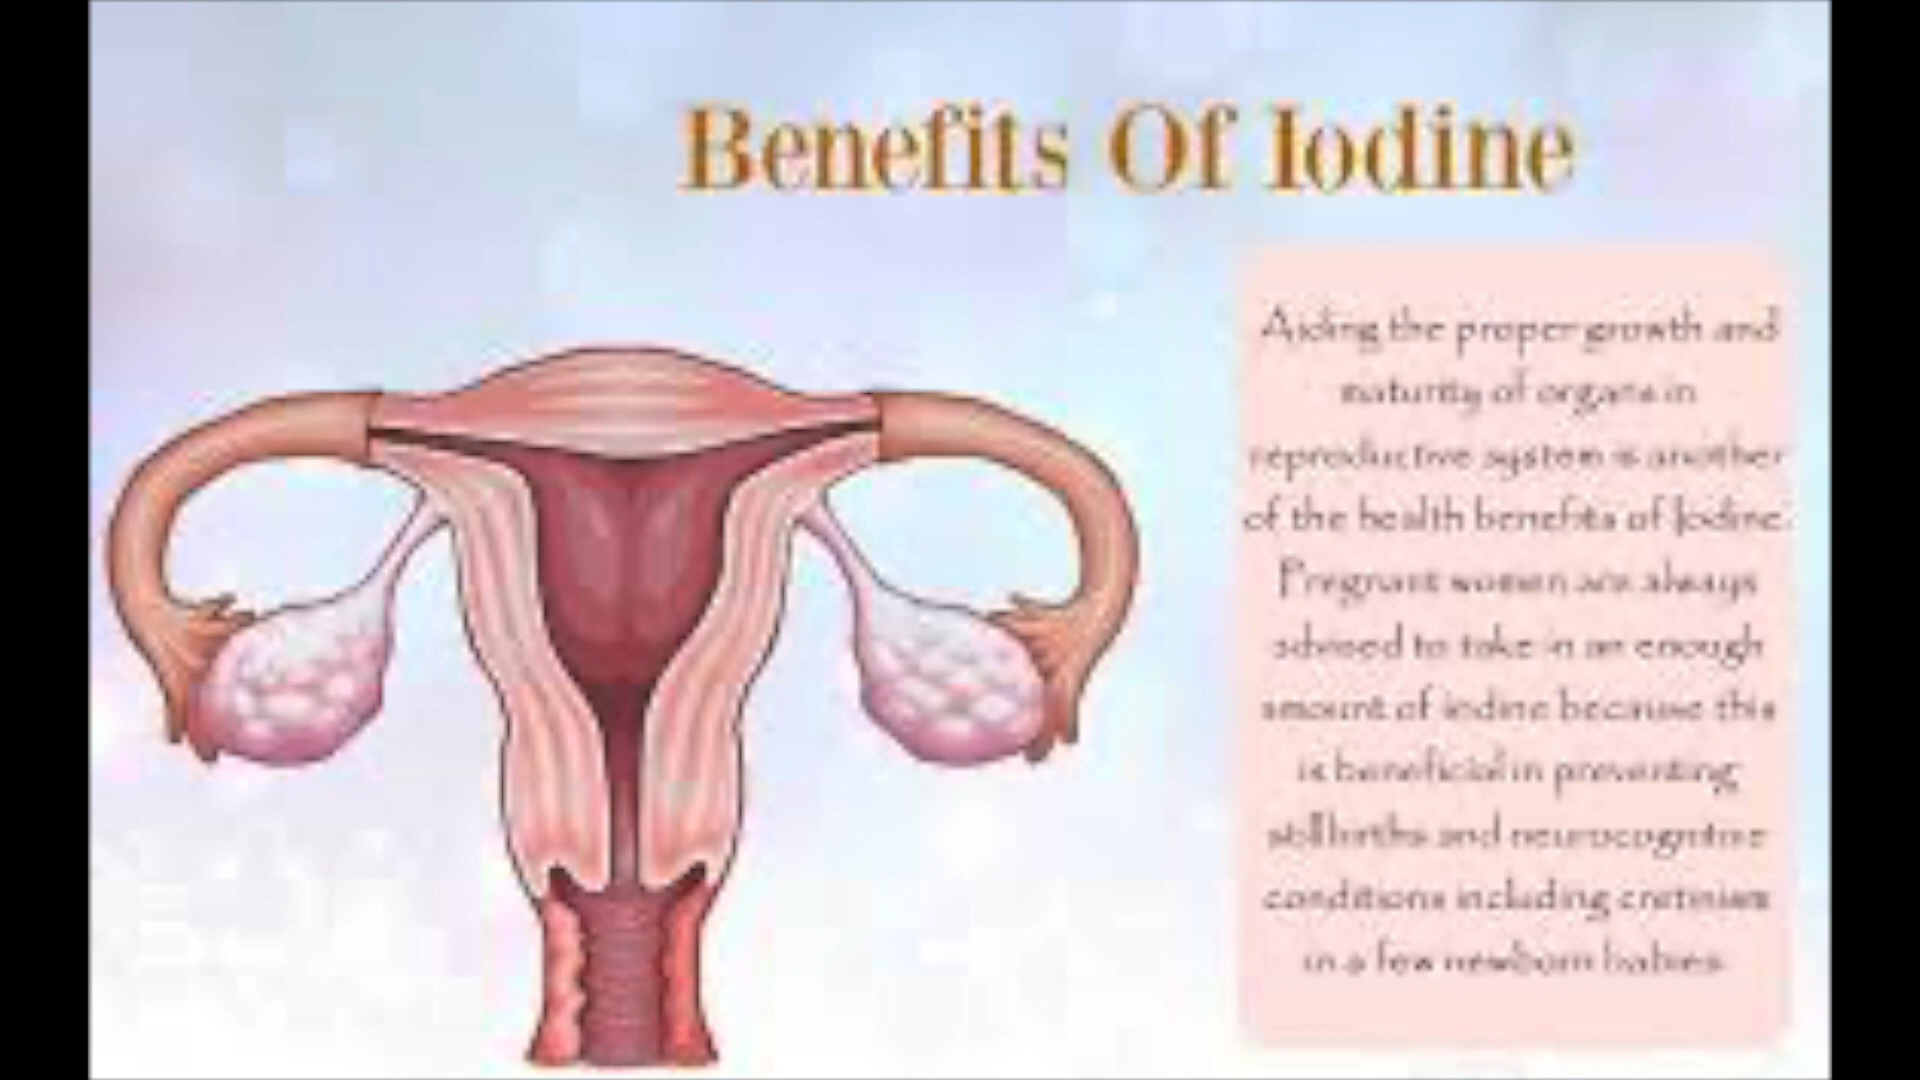 Benefits Of Iodine
Aiding the proper growth and
maturity of organs in
reproductive system is another
of the health benefits of Iodine.
Pregnant women are always
advised to take in an enough
amount of iodine because this
is beneficial in preventing
stillbirths and neurocognitive
conditions including cretinism
in a few newborn babies.